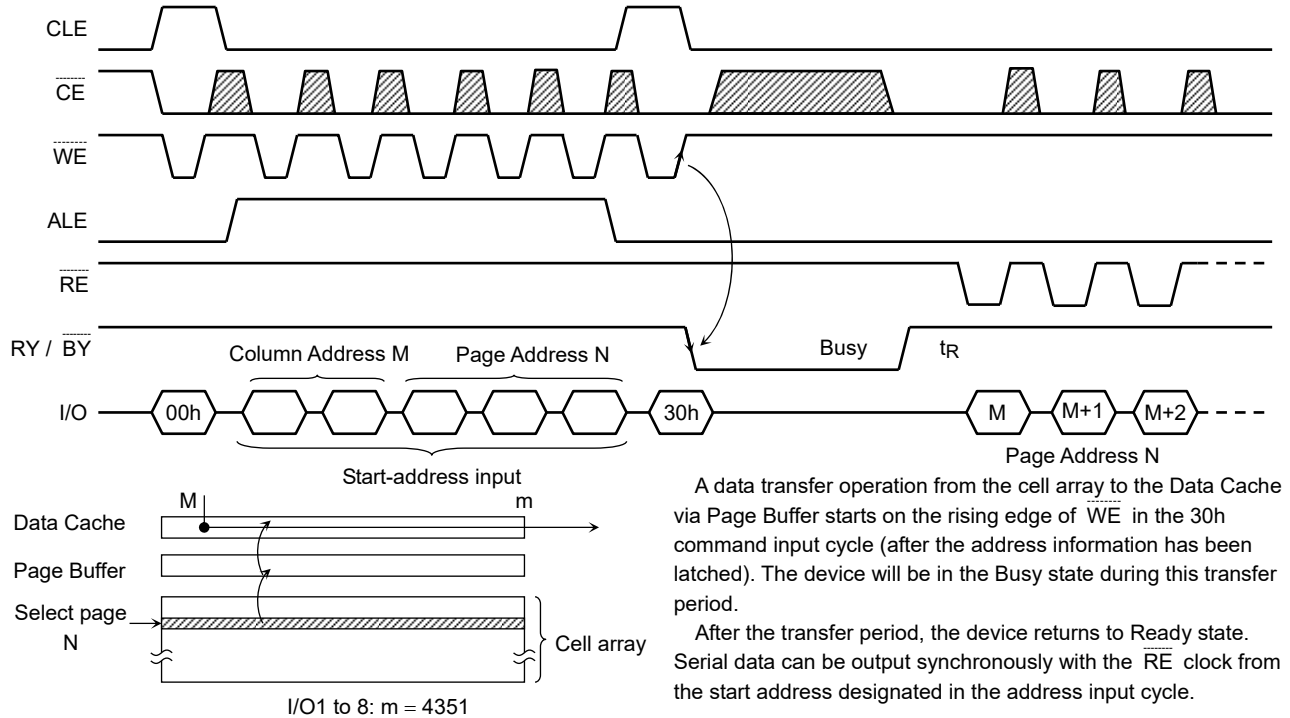 CLE
CE
WE
ALE
RE
RY / BY
Busy
tR
Column Address M
Page Address N
I/O
00h
30h
M
M+1
M+2
Start-address input
Page Address N
M
m
Data Cache
Page Buffer
Select page
N
Cell array
I/O1 to 8: m = 4351
A data transfer operation from the cell array to the Data Cache
via Page Buffer starts on the rising edge of WE in the 30h
command input cycle (after the address information has been
latched). The device will be in the Busy state during this transfer
period.
After the transfer period, the device returns to Ready state.
Serial data can be output synchronously with the RE clock from
the start address designated in the address input cycle.